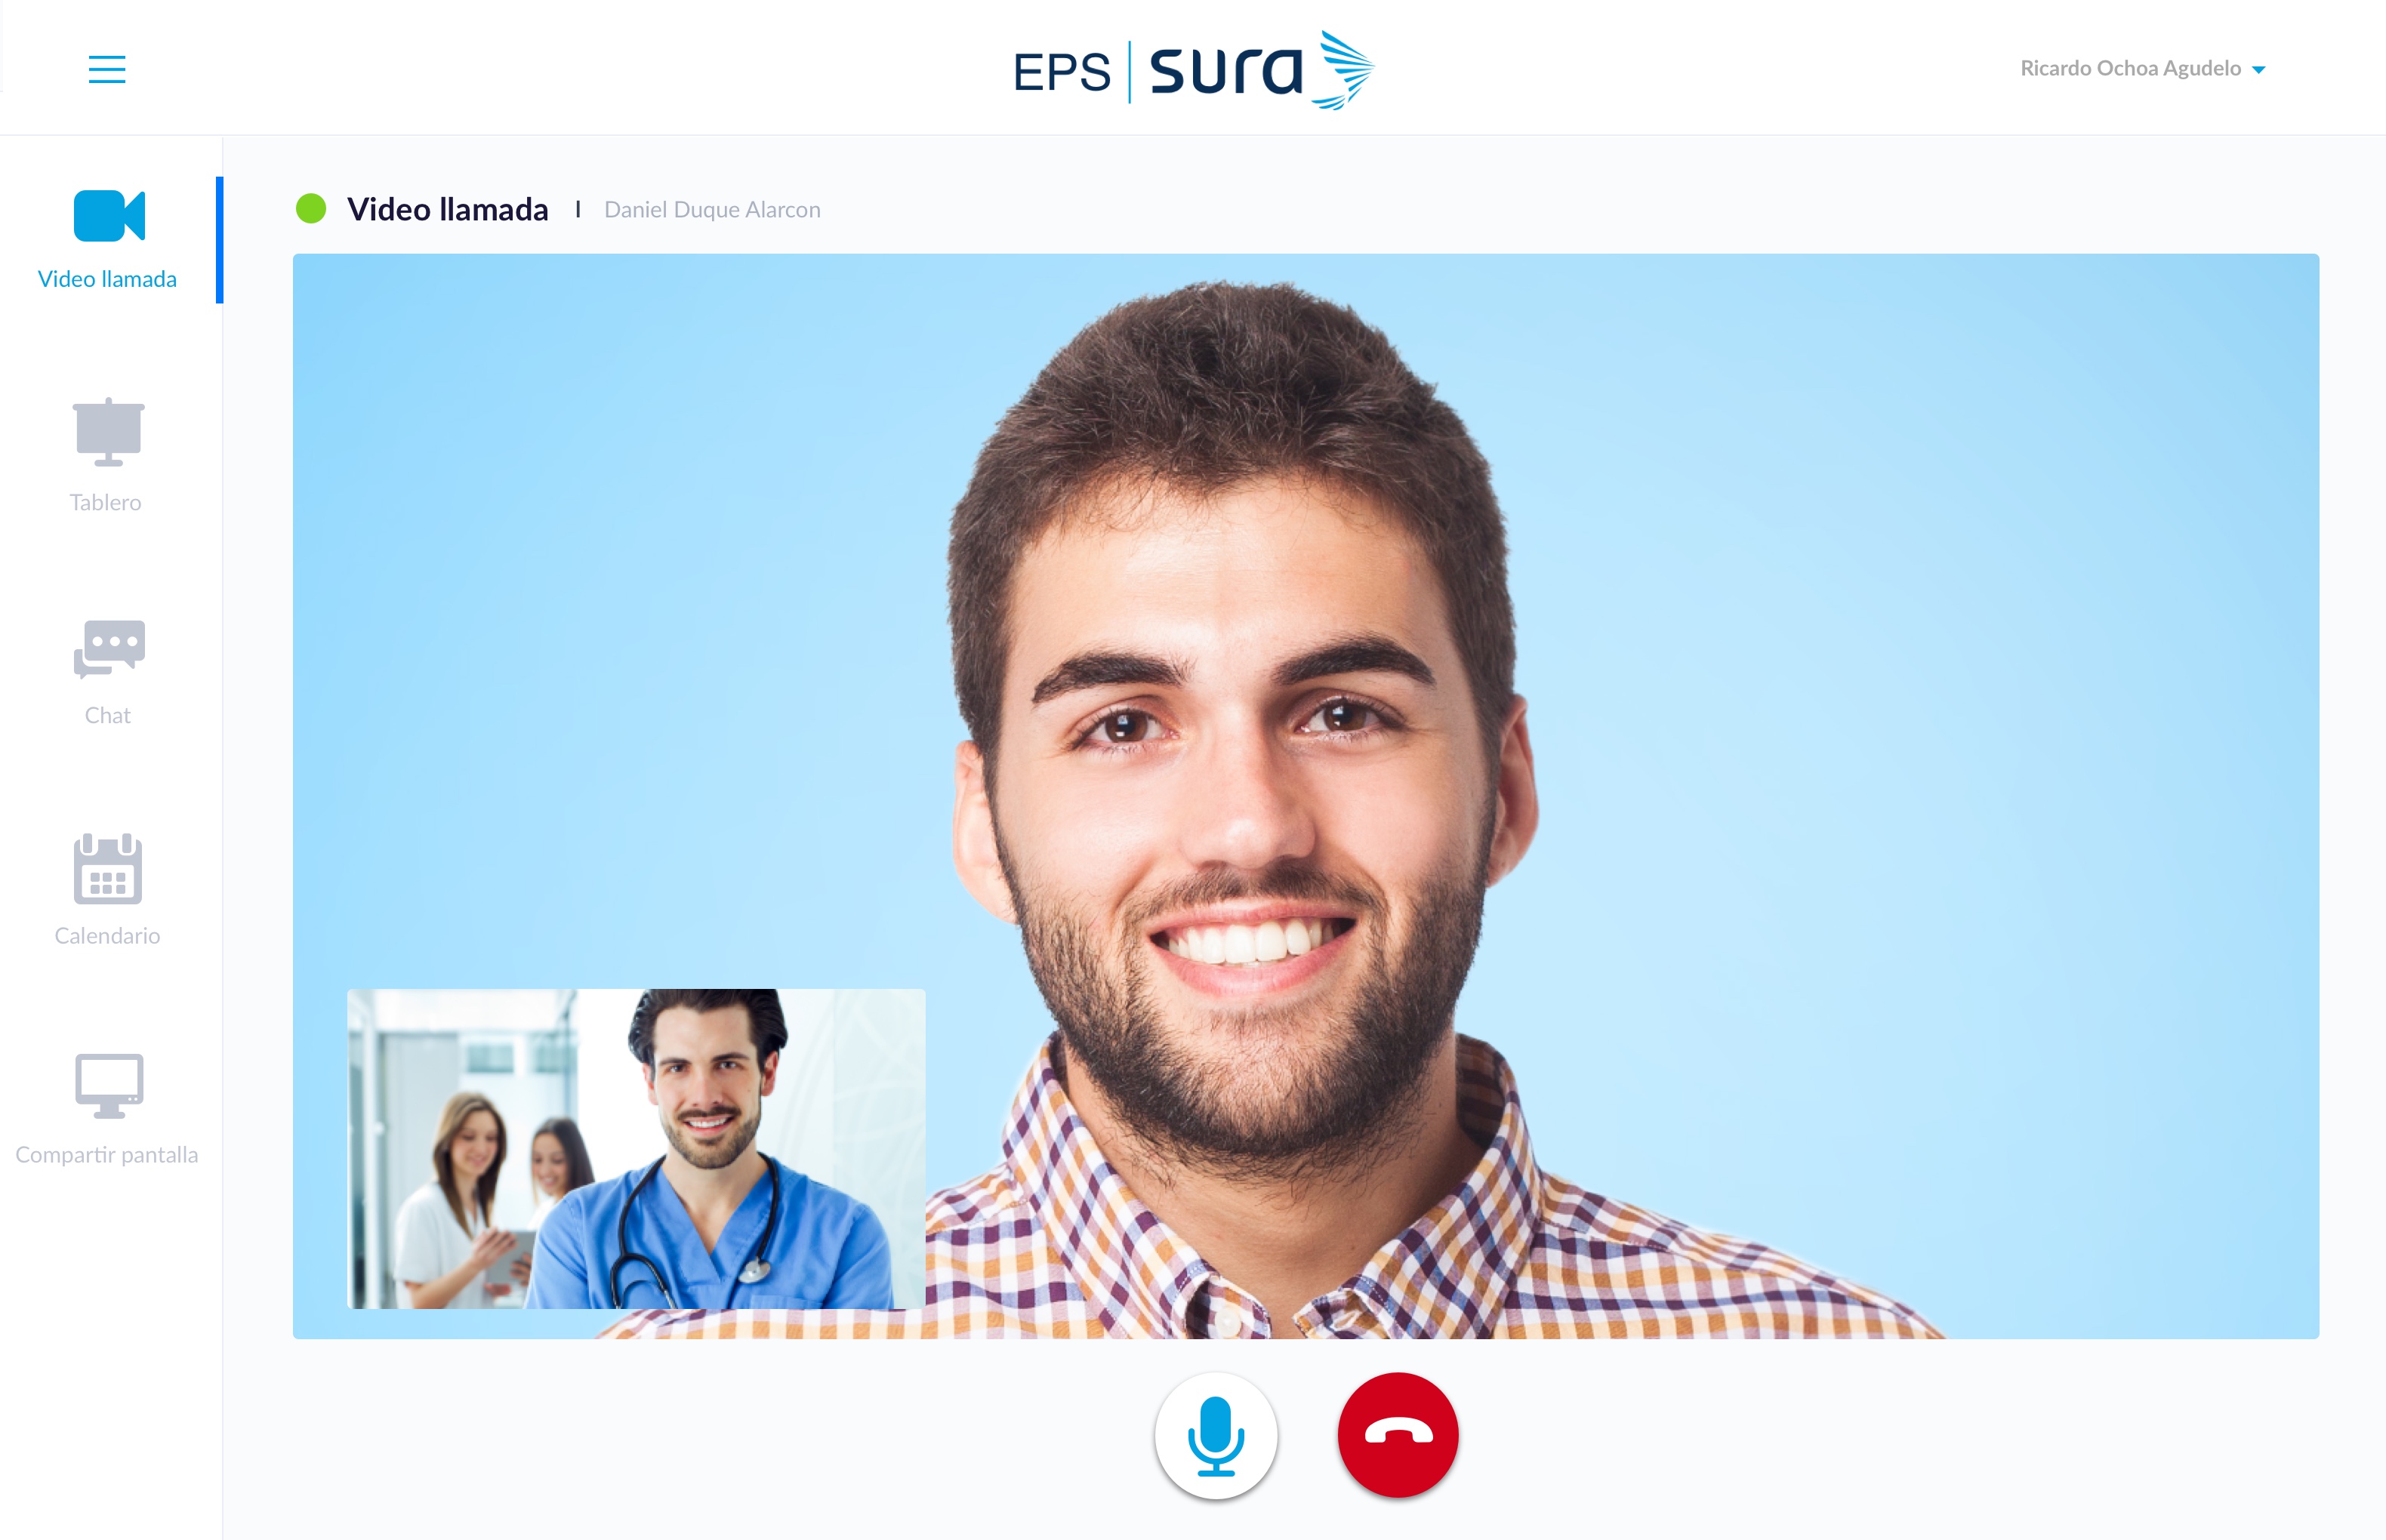 EPS sura
Ricardo Ochoa Agudelo
Video llamada
Video llamada | Daniel Duque Alarcon
Tablero
Chat
Calendario
Compartir pantalla